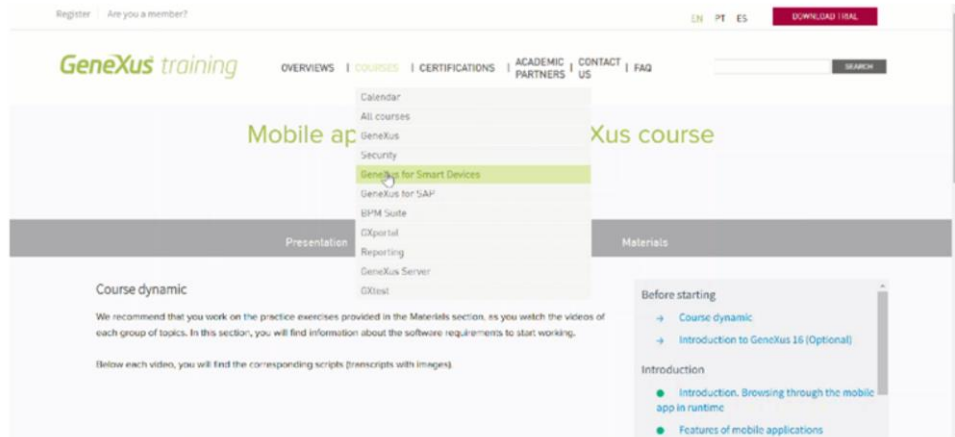 Register | Are you a member?
EN PT ES
DOWNLOAD TRIAL
GeneXus training
OVERVIEWS | COURSES | CERTIFICATIONS | ACADEMIC PARTNERS | CONTACT US | FAQ
SEARCH
Calendar
All courses
GeneXus
Security
GeneXus for Smart Devices
GeneXus for SAP
BPM Suite
GXportal
Reporting
GeneXus Server
GXtest
Mobile ap
Xus course
Presentation
Materials
Course dynamic
We recommend that you work on the practice exercises provided in the Materials section, as you watch the videos of
each group of topics. In this section, you will find information about the software requirements to start working.
Below each video, you will find the corresponding scripts (transcripts with images).
Before starting
→ Course dynamic
→ Introduction to GeneXus 16 (Optional)
Introduction
● Introduction. Browsing through the mobile
app in runtime
● Features of mobile applications